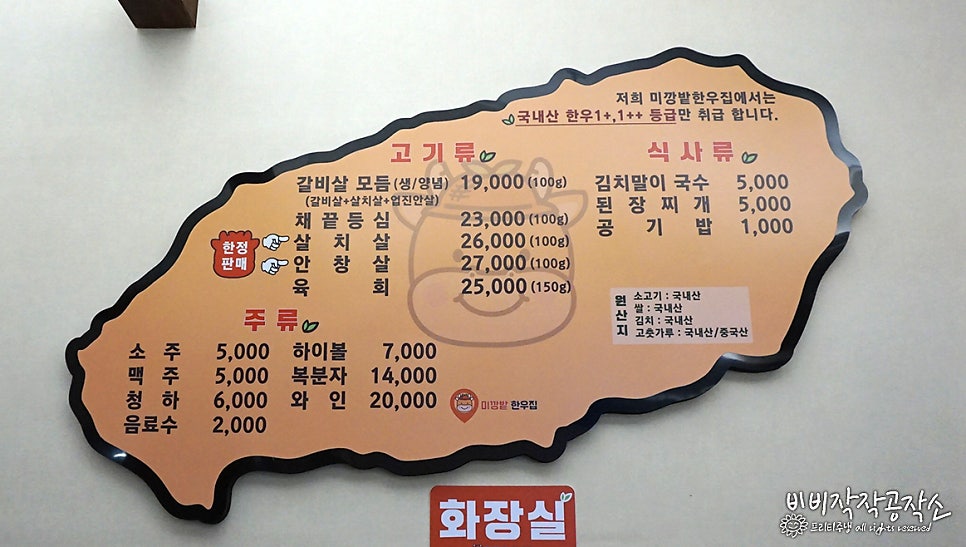 저희 미깡밭한우집에서는
국내산 한우1+,1++ 등급만 취급 합니다.
고기류
갈비살 모듬(생/양념) 19,000(100g)
(갈비살+살치살+업진안살)
채끝등심 23,000(100g)
한정
판매
살치살 26,000(100g)
안창살 27,000(100g)
육회 25,000(150g)
식사류
김치말이 국수 5,000
된장찌개 5,000
공기밥 1,000
원산지
소고기 : 국내산
쌀 : 국내산
김치 : 국내산
고춧가루 : 국내산/중국산
주류
소주 5,000 하이볼 7,000
맥주 5,000 복분자 14,000
청하 6,000 와인 20,000
음료수 2,000
미깡밭 한우집
화장실
비비작작공작소
프리티주냉 all rights reserved